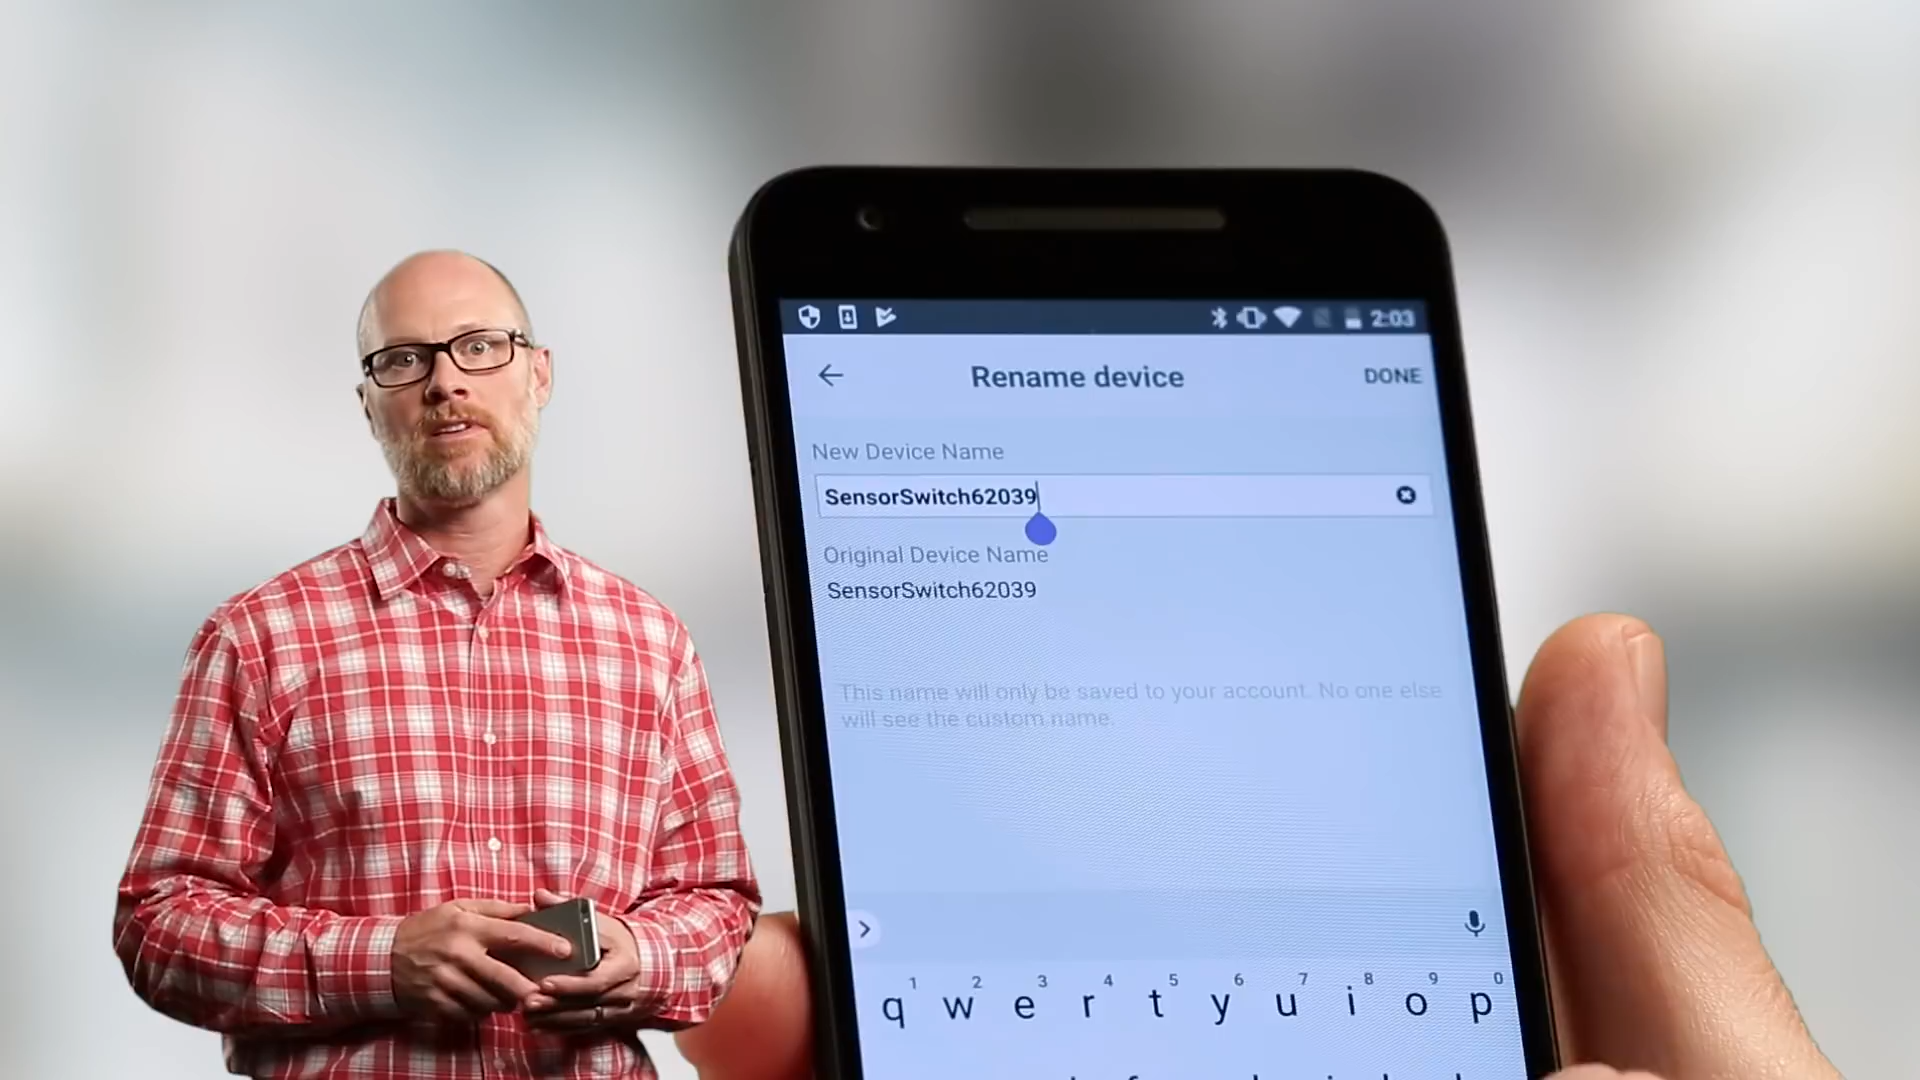 2:03
Rename device
DONE
New Device Name
SensorSwitch62039
Original Device Name
SensorSwitch62039
This name will only be saved to your account. No one else
will see the custom name.
1 2 3 4 5 6 7 8 9 0
q w e r t y u i o p